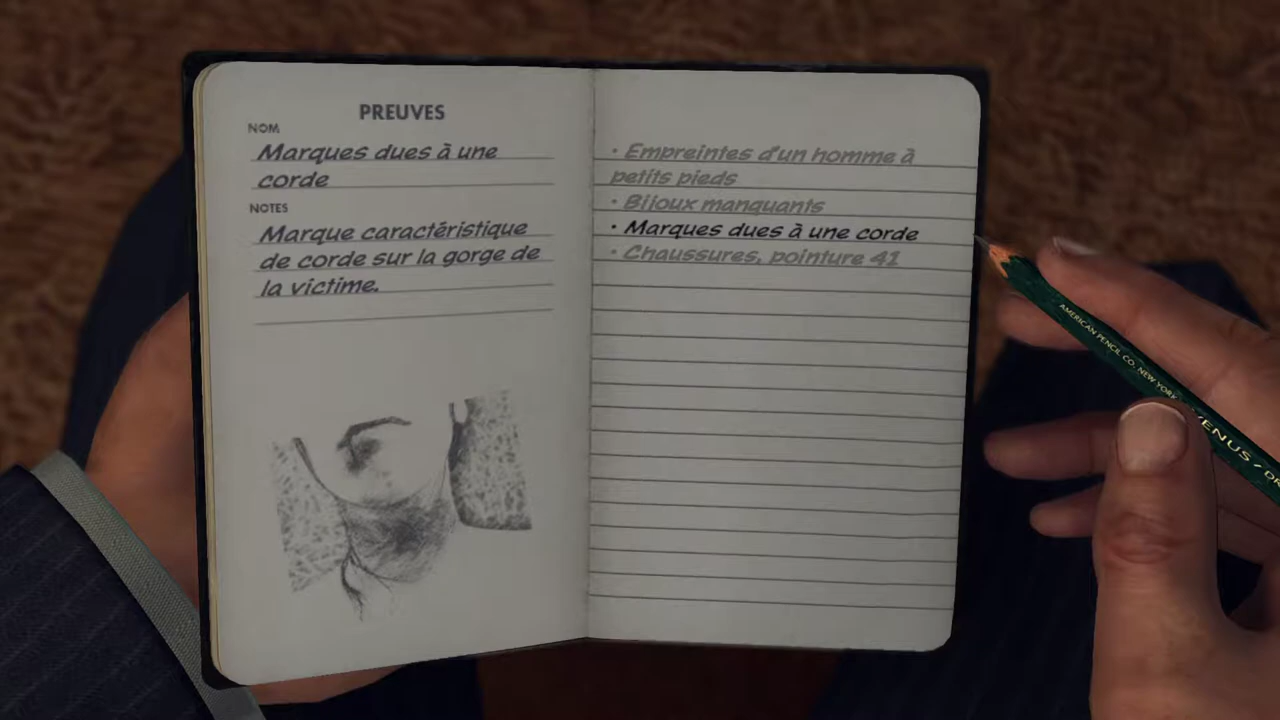 PREUVES
NOM
Marques dues à une
corde
NOTES
Marque caractéristique
de corde sur la gorge de
la victime.
• Empreintes d'un homme à
petits pieds
• Bijoux manquants
• Marques dues à une corde
• Chaussures, pointure 41
AMERICAN PENCIL CO. NEW YORK
VENUS / DR